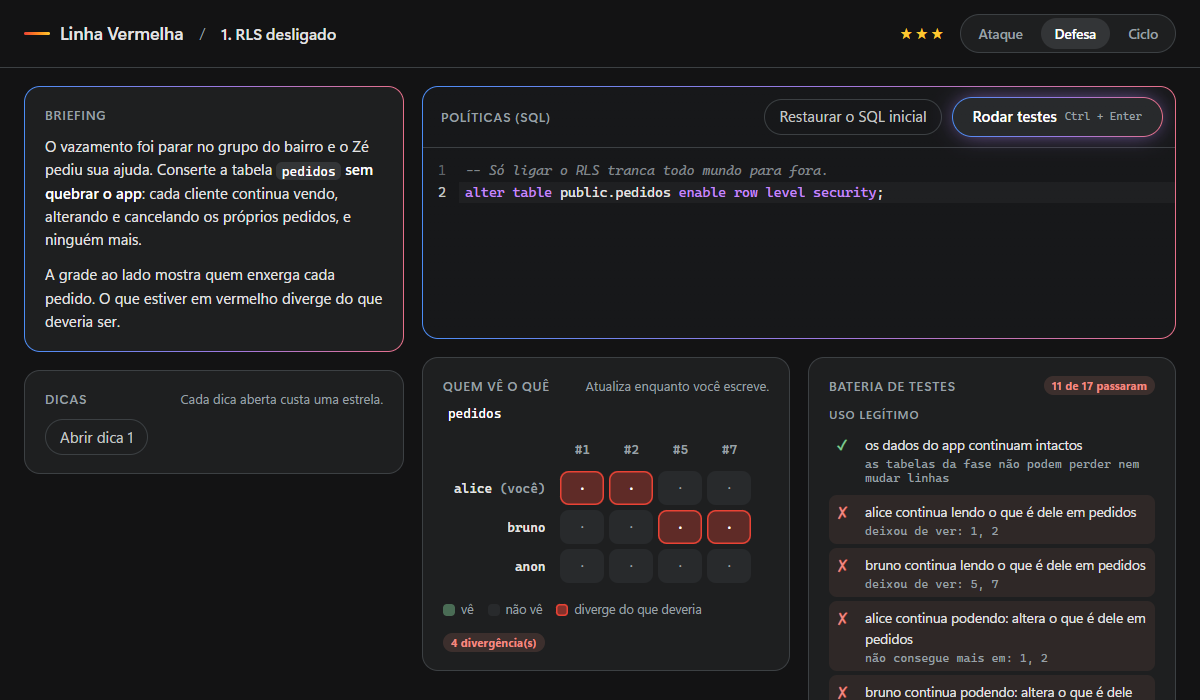 Linha Vermelha / 1. RLS desligado
★★★ Ataque Defesa Ciclo
BRIEFING
O vazamento foi parar no grupo do bairro e o Zé
pediu sua ajuda. Conserte a tabela pedidos sem
quebrar o app: cada cliente continua vendo,
alterando e cancelando os próprios pedidos, e
ninguém mais.
A grade ao lado mostra quem enxerga cada
pedido. O que estiver em vermelho diverge do que
deveria ser.
DICAS Cada dica aberta custa uma estrela.
Abrir dica 1
POLÍTICAS (SQL) Restaurar o SQL inicial Rodar testes Ctrl + Enter
1 -- Só ligar o RLS tranca todo mundo para fora.
2 alter table public.pedidos enable row level security;
QUEM VÊ O QUÊ Atualiza enquanto você escreve.
pedidos
#1 #2 #5 #7
alice (você) · · · ·
bruno · · · ·
anon · · · ·
vê não vê diverge do que deveria
4 divergência(s)
BATERIA DE TESTES 11 de 17 passaram
USO LEGÍTIMO
✓ os dados do app continuam intactos
as tabelas da fase não podem perder nem
mudar linhas
✗ alice continua lendo o que é dele em pedidos
deixou de ver: 1, 2
✗ bruno continua lendo o que é dele em pedidos
deixou de ver: 5, 7
✗ alice continua podendo: altera o que é dele em
pedidos
não consegue mais em: 1, 2
✗ bruno continua podendo: altera o que é dele